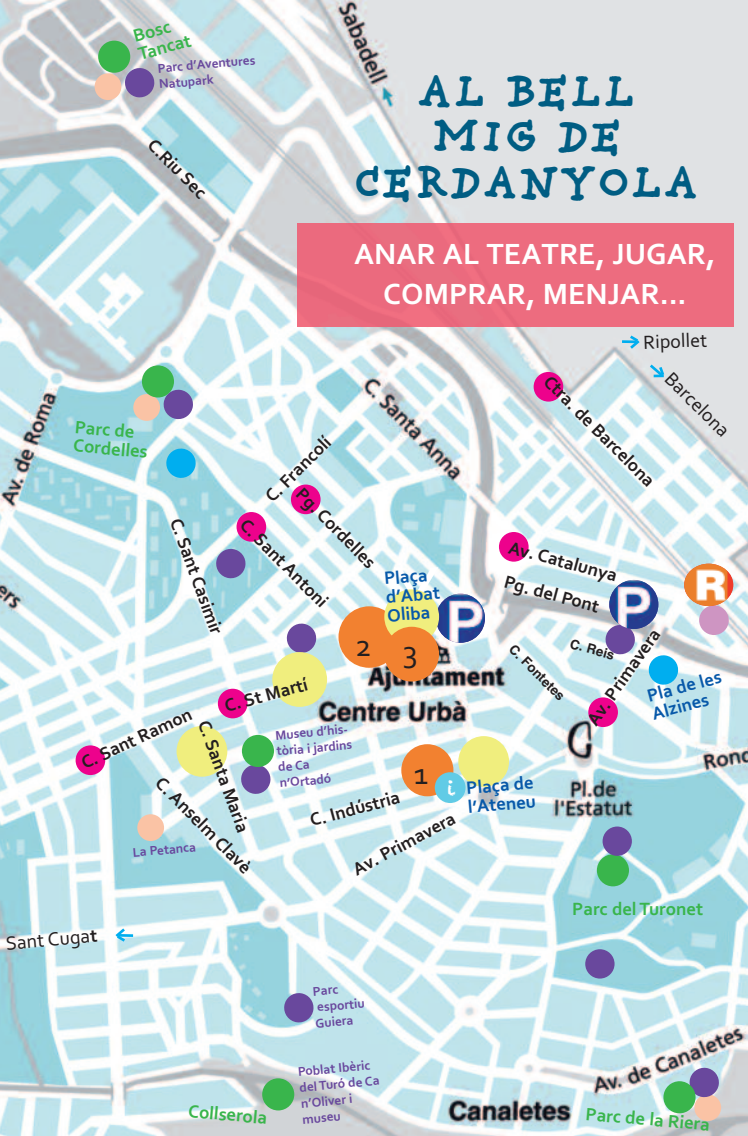 Bosc
Tancat
Parc d'Aventures
Natupark
Sabadell
AL BELL
MIG DE
CERDANYOLA
ANAR AL TEATRE, JUGAR,
COMPRAR, MENJAR...
C.Riu Sec
Ripollet
Barcelona
Av. de Roma
Parc de
Cordelles
C. Santa Anna
Ctra. de Barcelona
C. Francolí
Pg. Cordelles
C. Sant Antoni
C. Sant Casimir
Av. Catalunya
Pg. del Pont
Plaça
d'Abat
Oliba
P
P
R
ers
C. Reis
Av. Primavera
C. Fontetes
Pla de les
Alzines
2
3
Ajuntament
Centre Urbà
C. St Martí
C. Sant Ramon
C. Santa Maria
Museu d'his-
tòria i jardins
de Ca
n'Ortadó
C. Anselm Clavé
La Petanca
1
i
Plaça de
l'Ateneu
C. Indústria
Av. Primavera
Pl.de
l'Estatut
Rond
Parc del Turonet
Sant Cugat
Parc
esportiu
Guiera
Poblat Ibèric
del Turó de Ca
n'Oliver i
museu
Collserola
Canaletes
Av. de Canaletes
Parc de la Riera